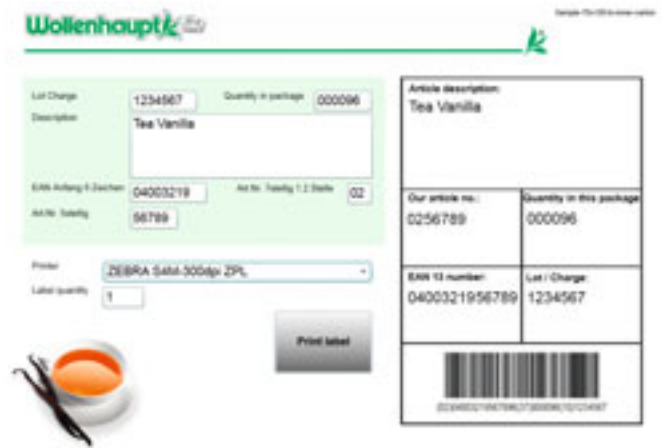 Wollenhaupt
Lot Charge 1234567 Quantity in package 000096
Description Tea Vanilla
EAN Anfang 8 Zeichen 04003219 Art.Nr. 7stellig 1.2.Stelle 02
Art.Nr. 5stellig 56789
Printer ZEBRA S4M-300dpi ZPL
Label quantity 1
Print label
Article description:
Tea Vanilla
Our article no.: Quantity in this package
0256789 000096
EAN 13 number: Lot / Charge:
0400321956789 1234567